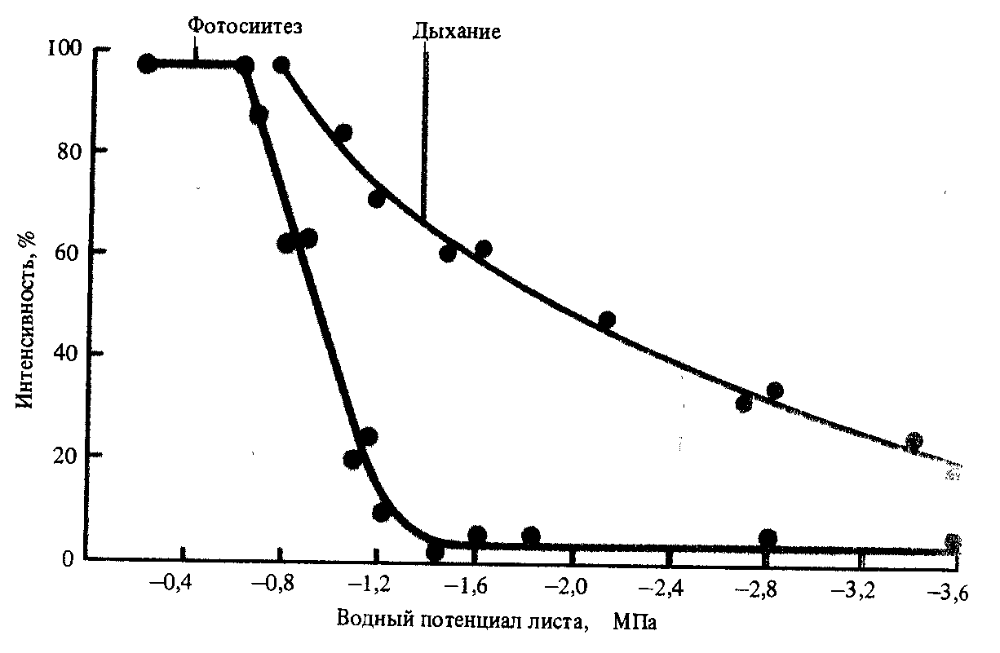 Фотосиитез
Дыхание
100
80
60
40
20
0
Интенсивность, %
–0,4 –0,8 –1,2 –1,6 –2,0 –2,4 –2,8 –3,2 –3,6
Водный потенциал листа, МПа